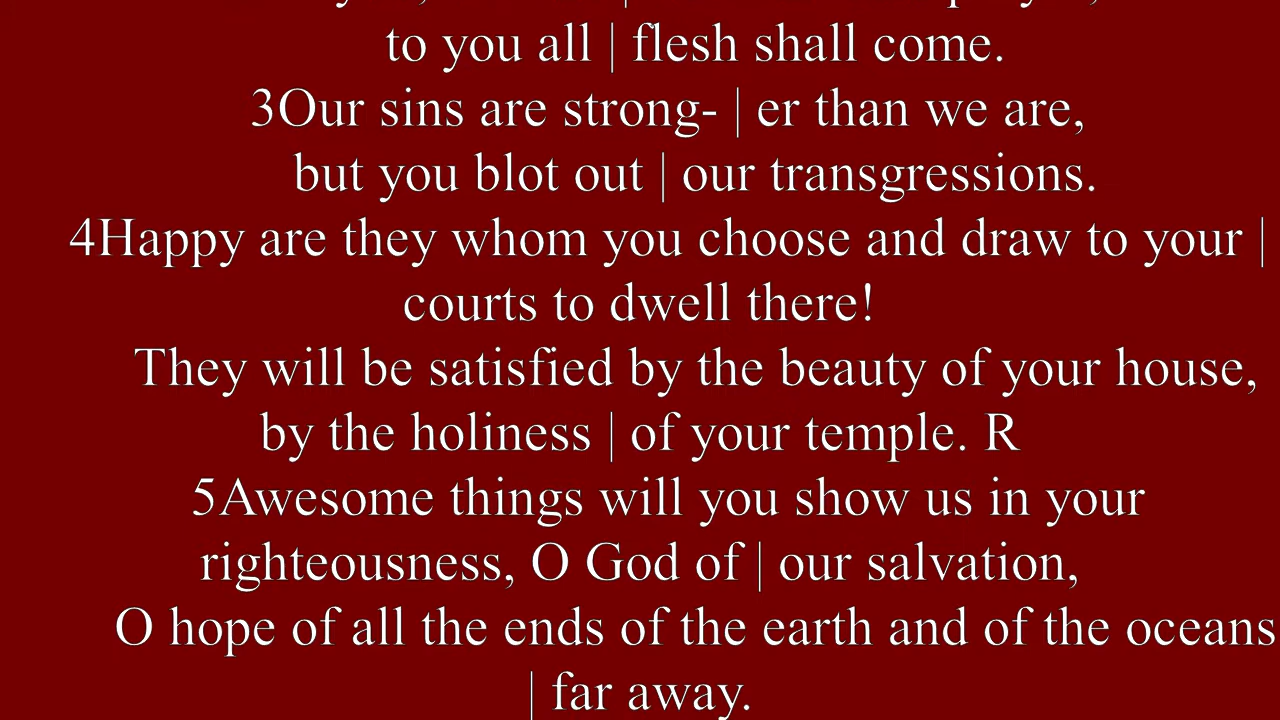 to you all | flesh shall come.
3Our sins are strong- | er than we are,
but you blot out | our transgressions.
4Happy are they whom you choose and draw to your |
courts to dwell there!
They will be satisfied by the beauty of your house,
by the holiness | of your temple. R
5Awesome things will you show us in your
righteousness, O God of | our salvation,
O hope of all the ends of the earth and of the oceans
| far away.